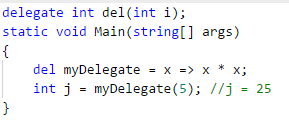 delegate int del(int i);
static void Main(string[] args)
{
    del myDelegate = x => x * x;
    int j = myDelegate(5); //j = 25
}